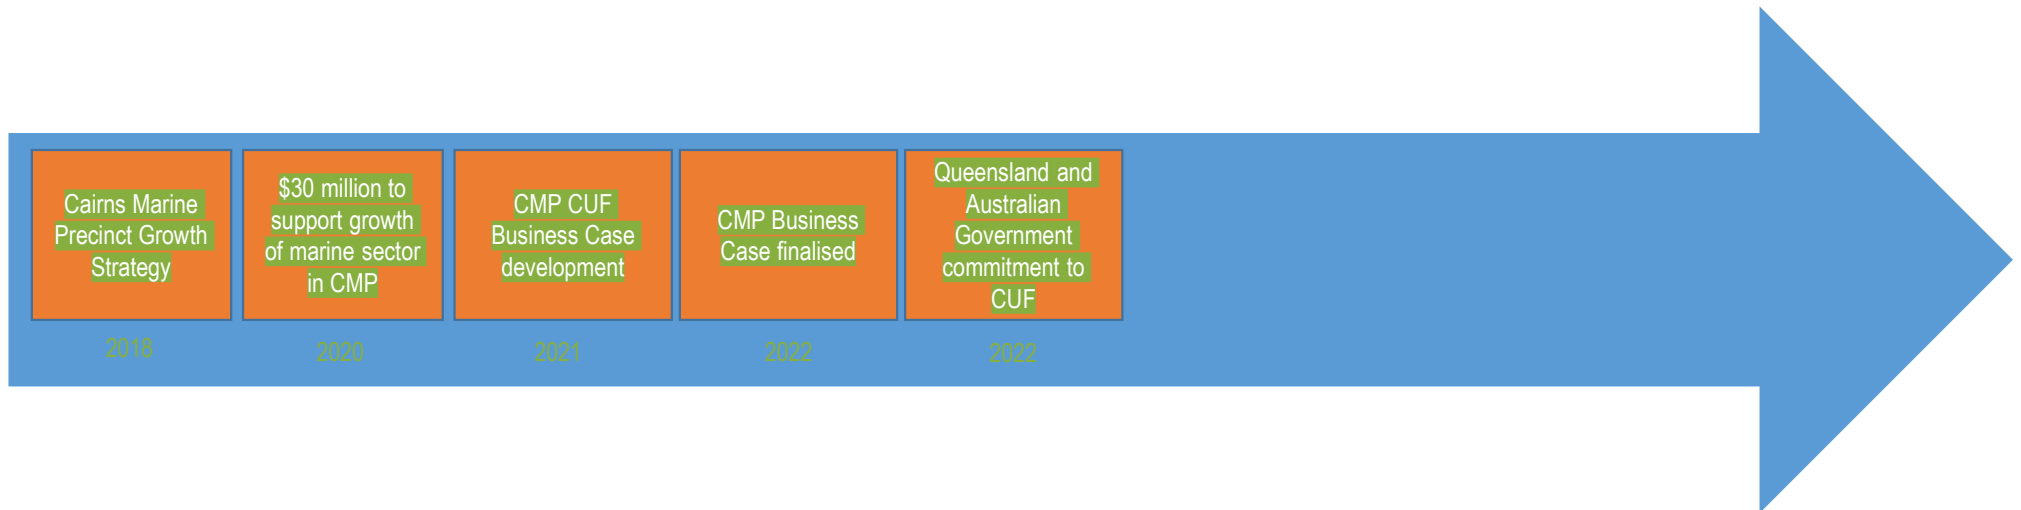 Cairns Marine
Precinct Growth
Strategy
$30 million to
support growth
of marine sector
in CMP
CMP CUF
Business Case
development
CMP Business
Case finalised
Queensland and
Australian
Government
commitment to
CUF
2018
2020
2021
2022
2022